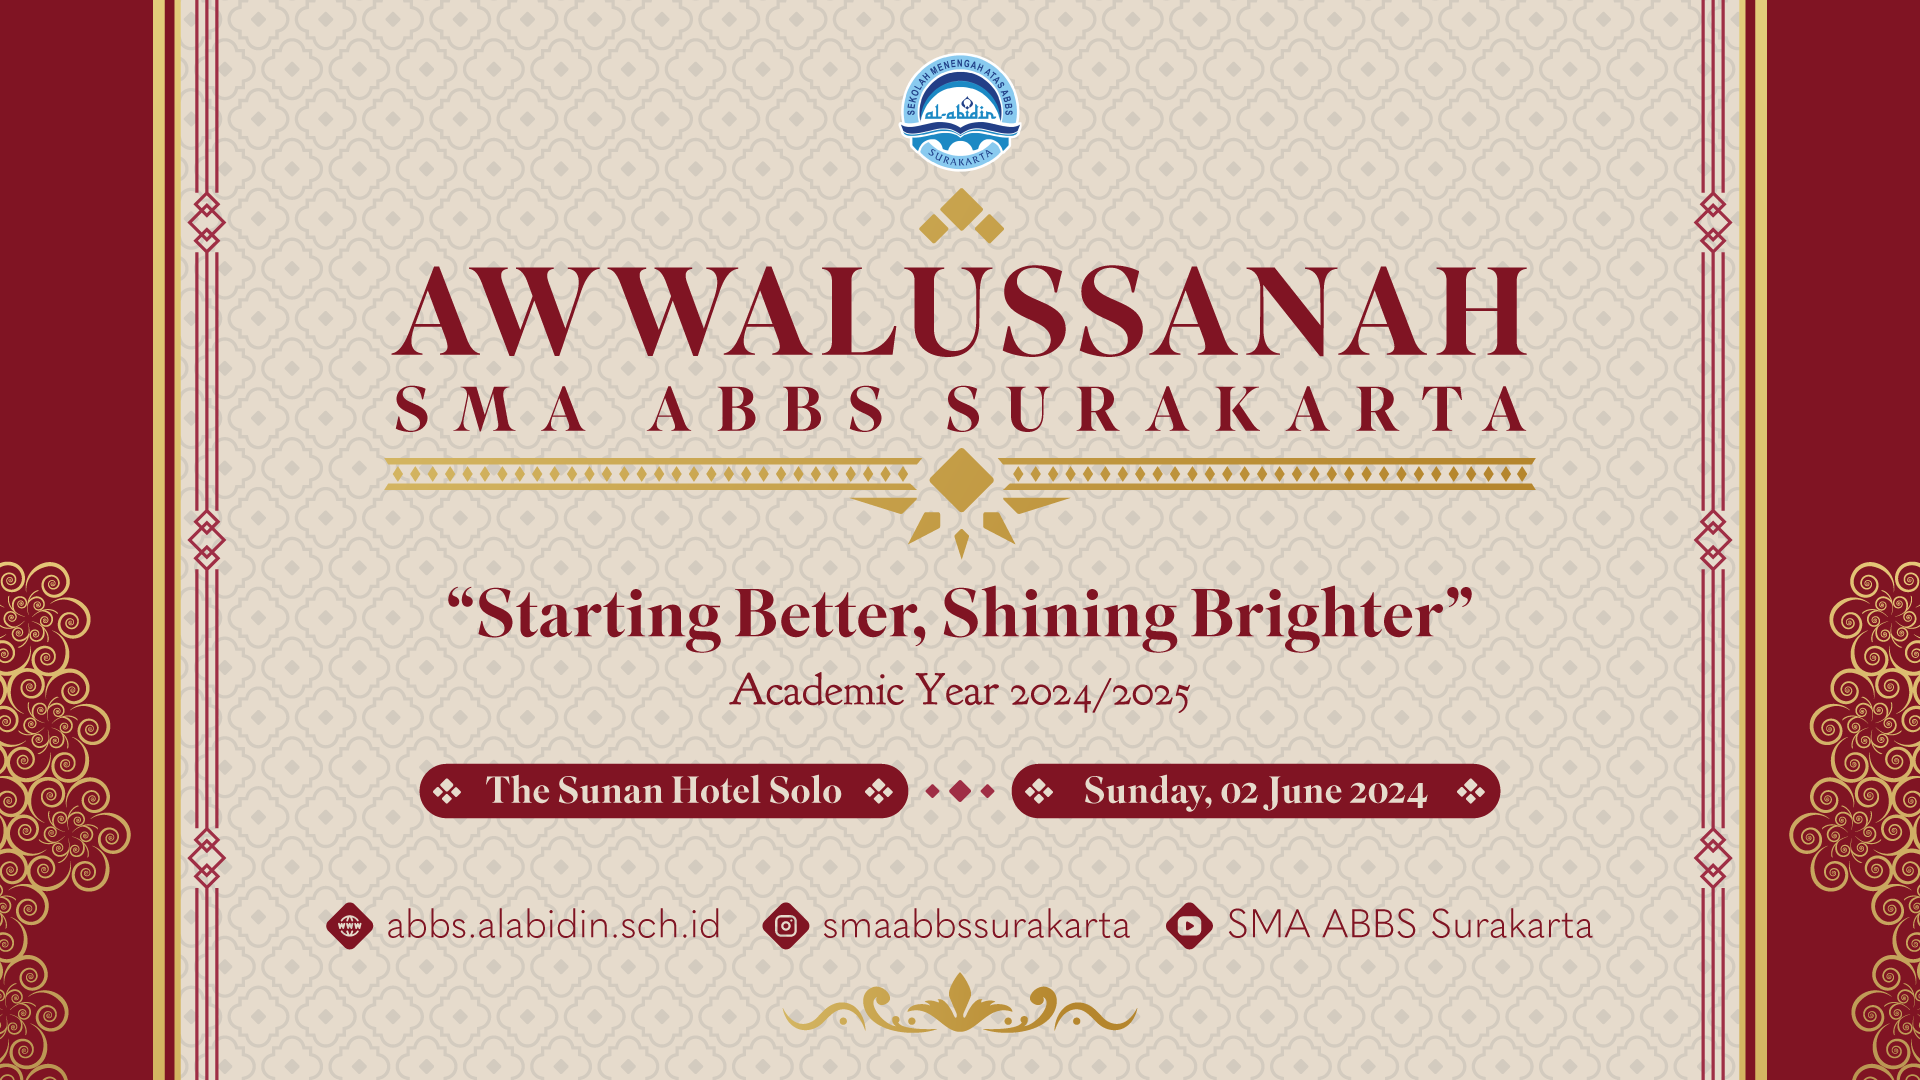 SEKOLAH MENENGAH ATAS ABBS
al-abidin
SURAKARTA
AWWALUSSANAH
SMA ABBS SURAKARTA
“Starting Better, Shining Brighter”
Academic Year 2024/2025
The Sunan Hotel Solo
Sunday, 02 June 2024
www abbs.alabidin.sch.id
smaabbssurakarta
SMA ABBS Surakarta